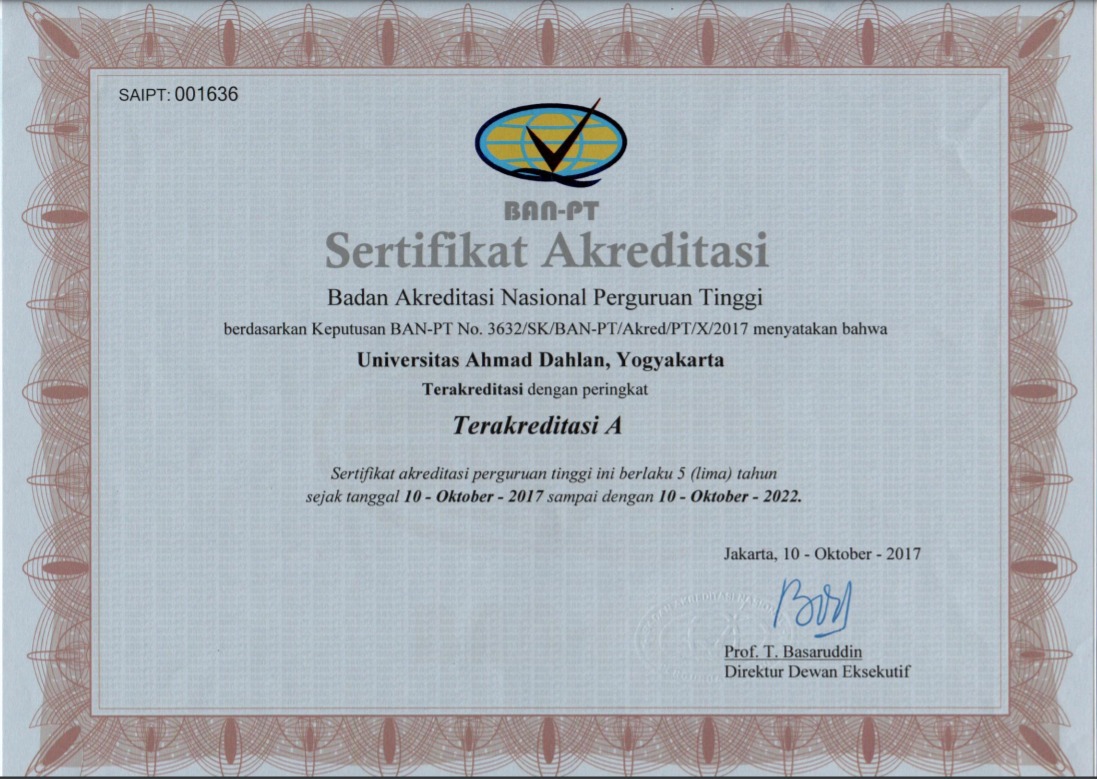 SAIPT: 001636
BAN-PT
Sertifikat Akreditasi
Badan Akreditasi Nasional Perguruan Tinggi
berdasarkan Keputusan BAN-PT No. 3632/SK/BAN-PT/Akred/PT/X/2017 menyatakan bahwa
Universitas Ahmad Dahlan, Yogyakarta
Terakreditasi dengan peringkat
Terakreditasi A
Sertifikat akreditasi perguruan tinggi ini berlaku 5 (lima) tahun
sejak tanggal 10 - Oktober - 2017 sampai dengan 10 - Oktober - 2022.
Jakarta, 10 - Oktober - 2017
Prof. T. Basaruddin
Direktur Dewan Eksekutif